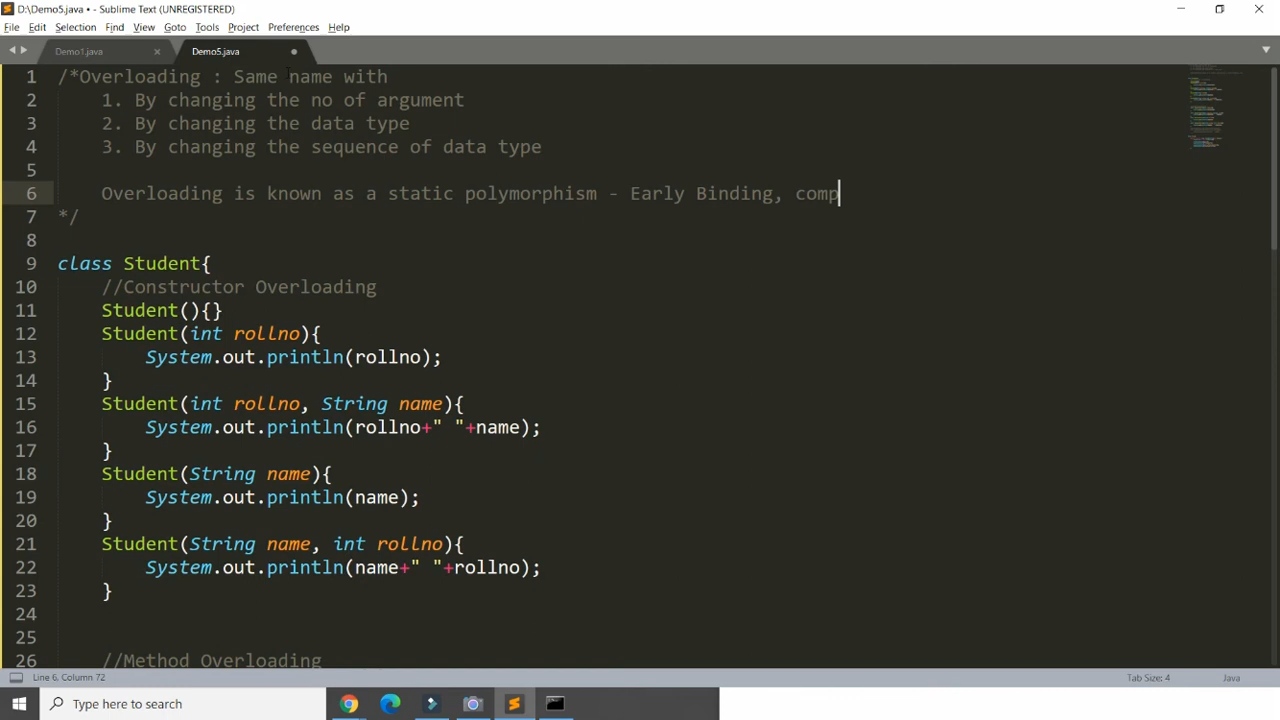 D:\Demo5.java • - Sublime Text (UNREGISTERED)
File Edit Selection Find View Goto Tools Project Preferences Help
Demo1.java Demo5.java
1 /*Overloading : Same name with
2 1. By changing the no of argument
3 2. By changing the data type
4 3. By changing the sequence of data type
5
6 Overloading is known as a static polymorphism - Early Binding, comp
7 */
8
9 class Student{
10 //Constructor Overloading
11 Student(){}
12 Student(int rollno){
13 System.out.println(rollno);
14 }
15 Student(int rollno, String name){
16 System.out.println(rollno+" "+name);
17 }
18 Student(String name){
19 System.out.println(name);
20 }
21 Student(String name, int rollno){
22 System.out.println(name+" "+rollno);
23 }
24
25
26 //Method Overloading
Line 6, Column 72 Tab Size: 4 Java
Type here to search